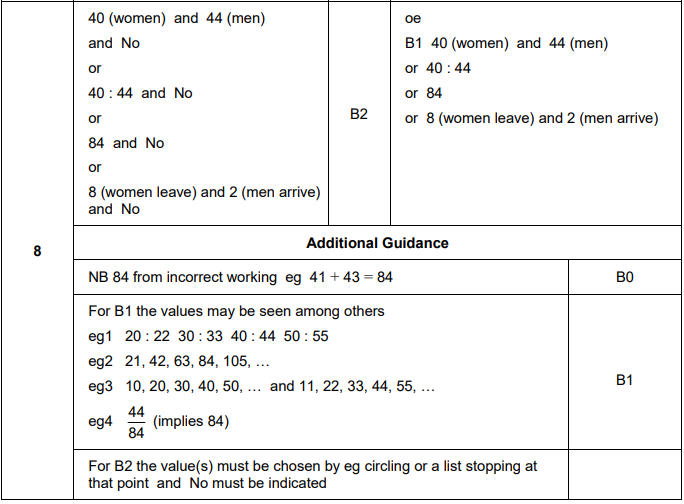 40 (women) and 44 (men)
and No
or
40 : 44 and No
or
84 and No
or
8 (women leave) and 2 (men arrive)
and No
B2
oe
B1 40 (women) and 44 (men)
or 40 : 44
or 84
or 8 (women leave) and 2 (men arrive)
8
Additional Guidance
NB 84 from incorrect working eg 41 + 43 = 84
B0
For B1 the values may be seen among others
eg1 20 : 22 30 : 33 40 : 44 50 : 55
eg2 21, 42, 63, 84, 105, …
eg3 10, 20, 30, 40, 50, … and 11, 22, 33, 44, 55, …
eg4 44/84 (implies 84)
B1
For B2 the value(s) must be chosen by eg circling or a list stopping at
that point and No must be indicated